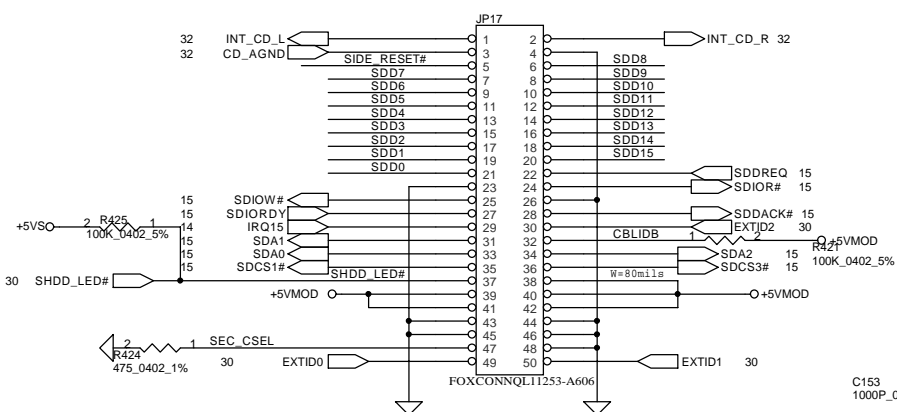 JP17
32 INT_CD_L 1 2 INT_CD_R 32
32 CD_AGND 3 4
SIDE_RESET# 5 6 SDD8
SDD7 7 8 SDD9
SDD6 9 10 SDD10
SDD5 11 12 SDD11
SDD4 13 14 SDD12
SDD3 15 16 SDD13
SDD2 17 18 SDD14
SDD1 19 20 SDD15
SDD0 21 22 SDDREQ 15
23 24 SDIOR# 15
15 SDIOW# 25 26
15 SDIORDY 27 28 SDDACK# 15
14 IRQ15 29 30 EXTID2 30
+5VS 2 R425 1 100K_0402_5%
15 SDA1 31 32 CBLIDB 1 2 R421 +5VMOD 100K_0402_5%
15 SDA0 33 34 SDA2 15
15 SDCS1# 35 36 SDCS3# 15
30 SHDD_LED# SHDD_LED# 37 38 W=80mils
+5VMOD 39 40 +5VMOD
41 42
43 44
45 46
2 R424 1 SEC_CSEL 47 48
475_0402_1%
30 EXTID0 49 50 EXTID1 30
FOXCONNQL11253-A606
C153
1000P_0